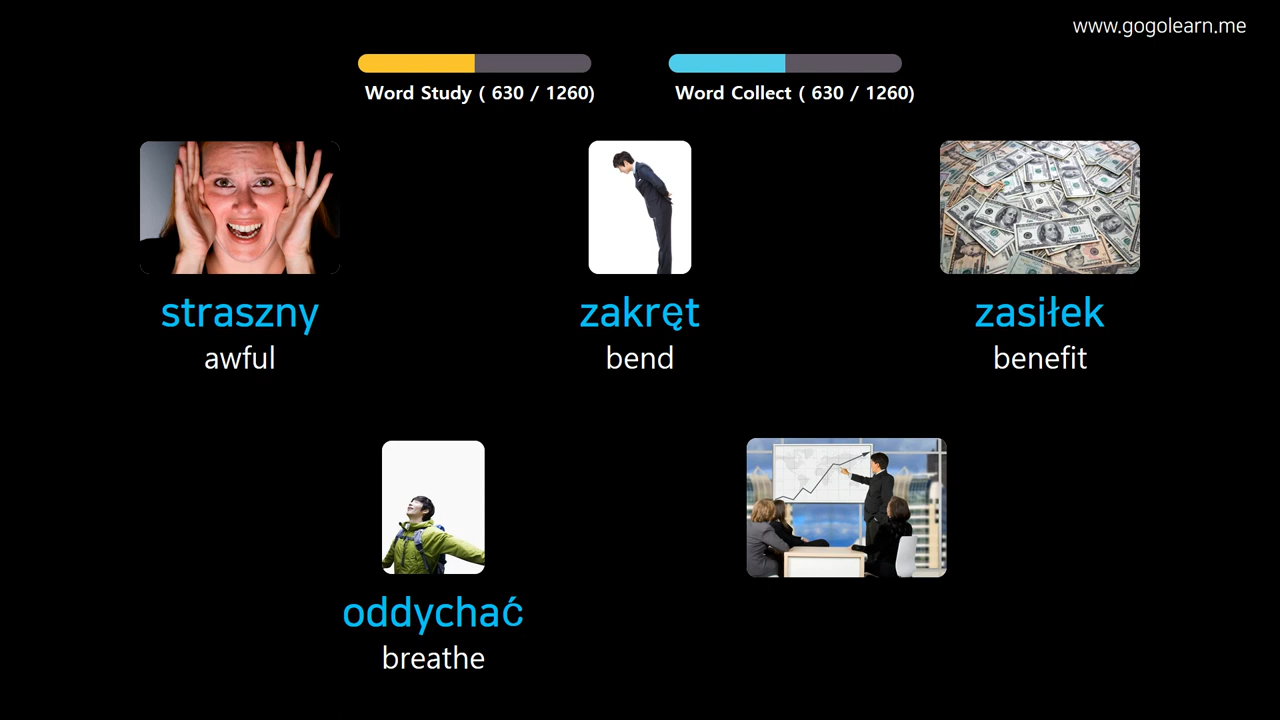 www.gogolearn.me
Word Study ( 630 / 1260)
Word Collect ( 630 / 1260)
straszny
awful
zakręt
bend
zasiłek
benefit
oddychać
breathe